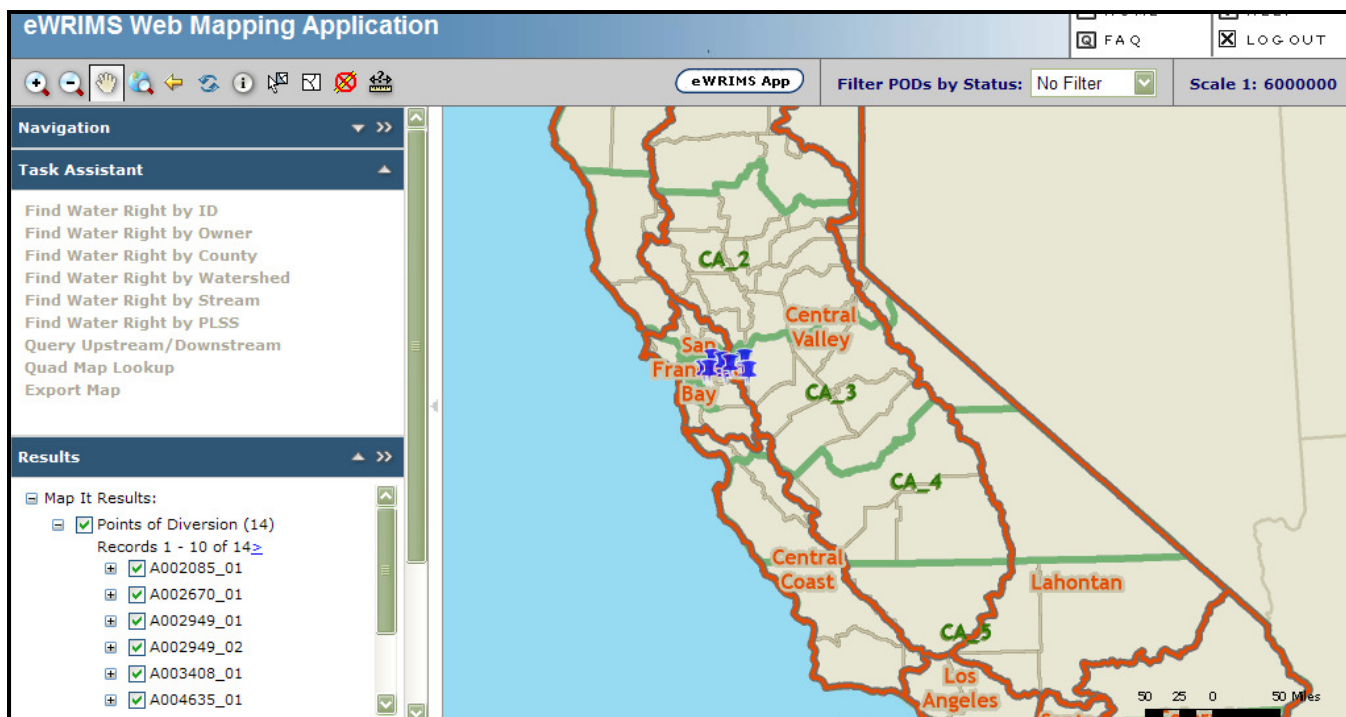 eWRIMS Web Mapping Application
FAQ
LOGOUT
eWRIMS App
Filter PODs by Status: No Filter
Scale 1: 6000000
Navigation
Task Assistant
Find Water Right by ID
Find Water Right by Owner
Find Water Right by County
Find Water Right by Watershed
Find Water Right by Stream
Find Water Right by PLSS
Query Upstream/Downstream
Quad Map Lookup
Export Map
Results
Map It Results:
Points of Diversion (14)
Records 1 - 10 of 14>
A002085_01
A002670_01
A002949_01
A002949_02
A003408_01
A004635_01
CA_2
Central
Valley
San
Bay
CA_3
CA_4
Central
Coast
Lahontan
CA_5
Los
Angeles
50 25 0 50 Miles